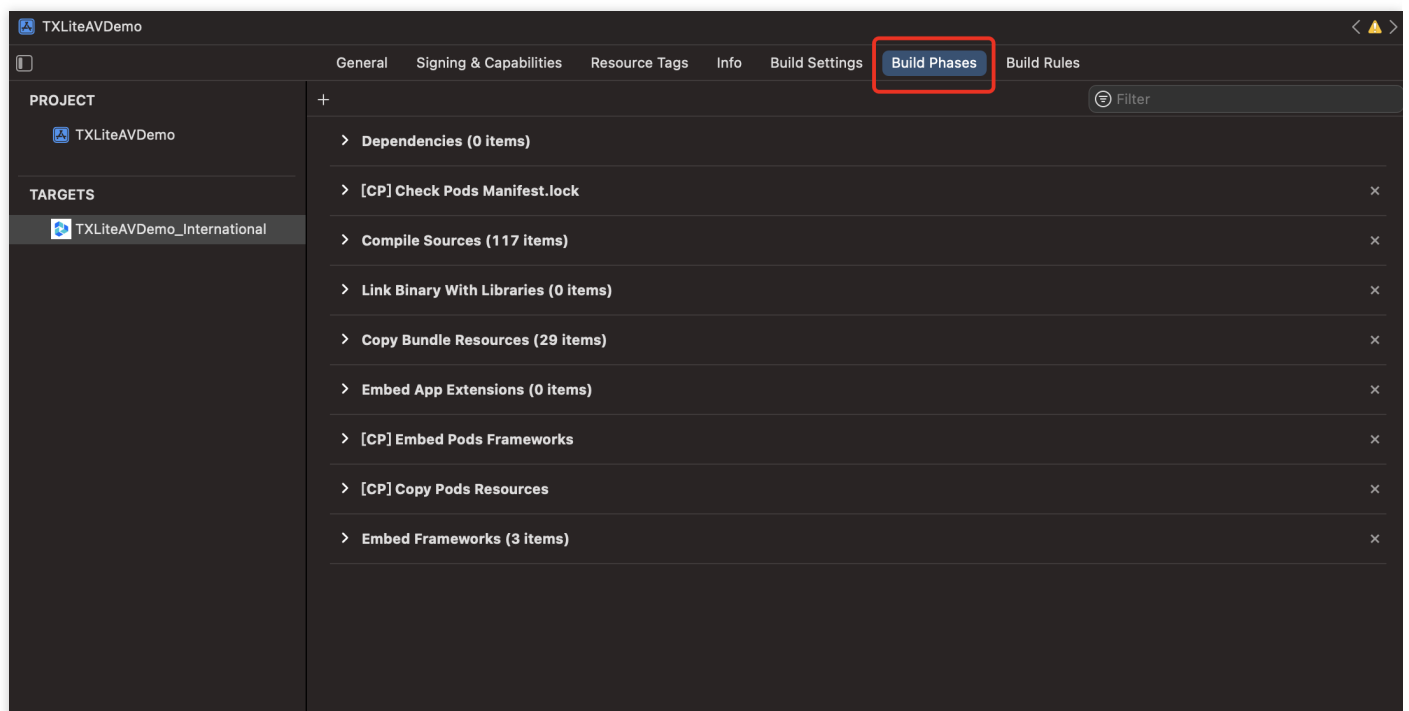 TXLiteAVDemo
General Signing & Capabilities Resource Tags Info Build Settings Build Phases Build Rules
PROJECT
+
Filter
TXLiteAVDemo
Dependencies (0 items)
[CP] Check Pods Manifest.lock
TARGETS
TXLiteAVDemo_International
Compile Sources (117 items)
Link Binary With Libraries (0 items)
Copy Bundle Resources (29 items)
Embed App Extensions (0 items)
[CP] Embed Pods Frameworks
[CP] Copy Pods Resources
Embed Frameworks (3 items)